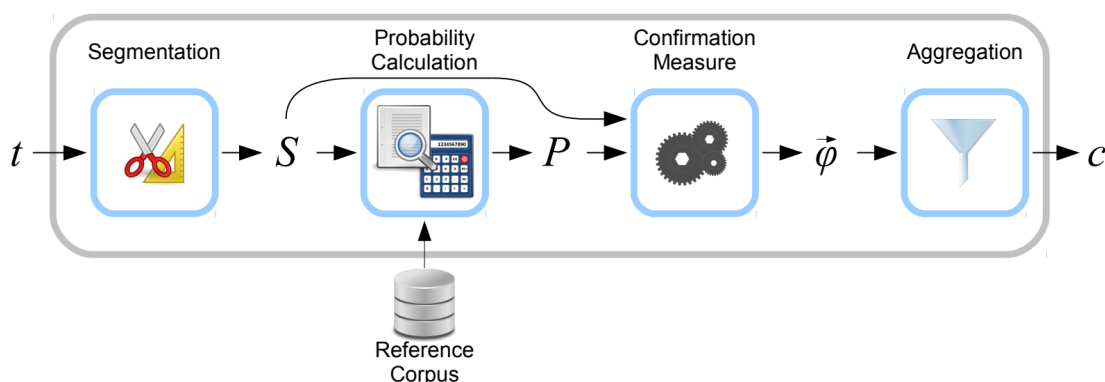 Segmentation
Probability
Calculation
Confirmation
Measure
Aggregation
1234567890
t
S
P
φ⃗
c
Reference
Corpus